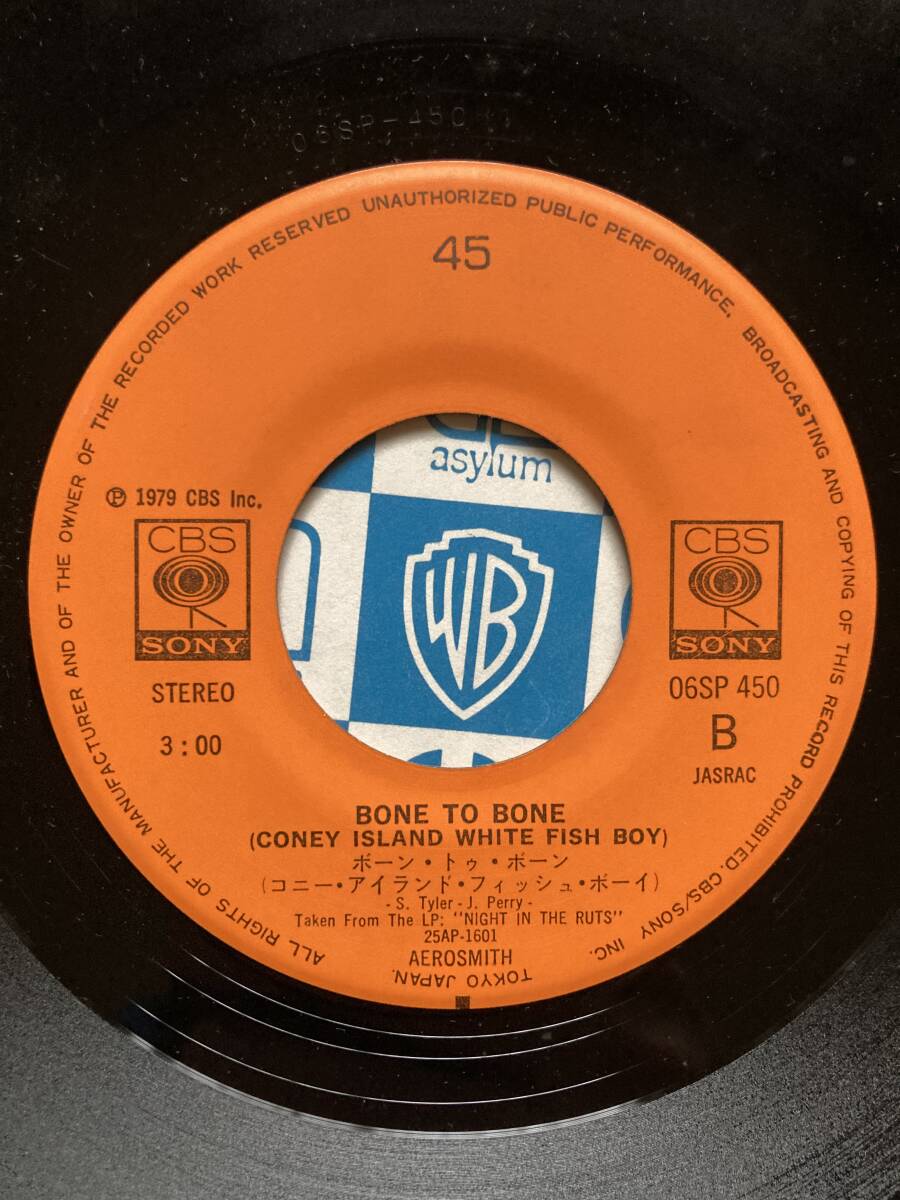 06SP-450
45
ALL RIGHTS OF THE MANUFACTURER AND OF THE OWNER OF THE RECORDED WORK RESERVED UNAUTHORIZED PUBLIC PERFORMANCE, BROADCASTING AND COPYING OF THIS RECORD PROHIBITED. CBS/SONY INC. TOKYO JAPAN.
asylum
WB
℗ 1979 CBS Inc.
CBS
SONY
STEREO
3:00
CBS
SONY
06SP 450
B
JASRAC
BONE TO BONE
(CONEY ISLAND WHITE FISH BOY)
ボーン・トゥ・ボーン
(コニー・アイランド・フィッシュ・ボーイ)
- S. Tyler - J. Perry -
Taken From The LP; "NIGHT IN THE RUTS"
25AP-1601
AEROSMITH